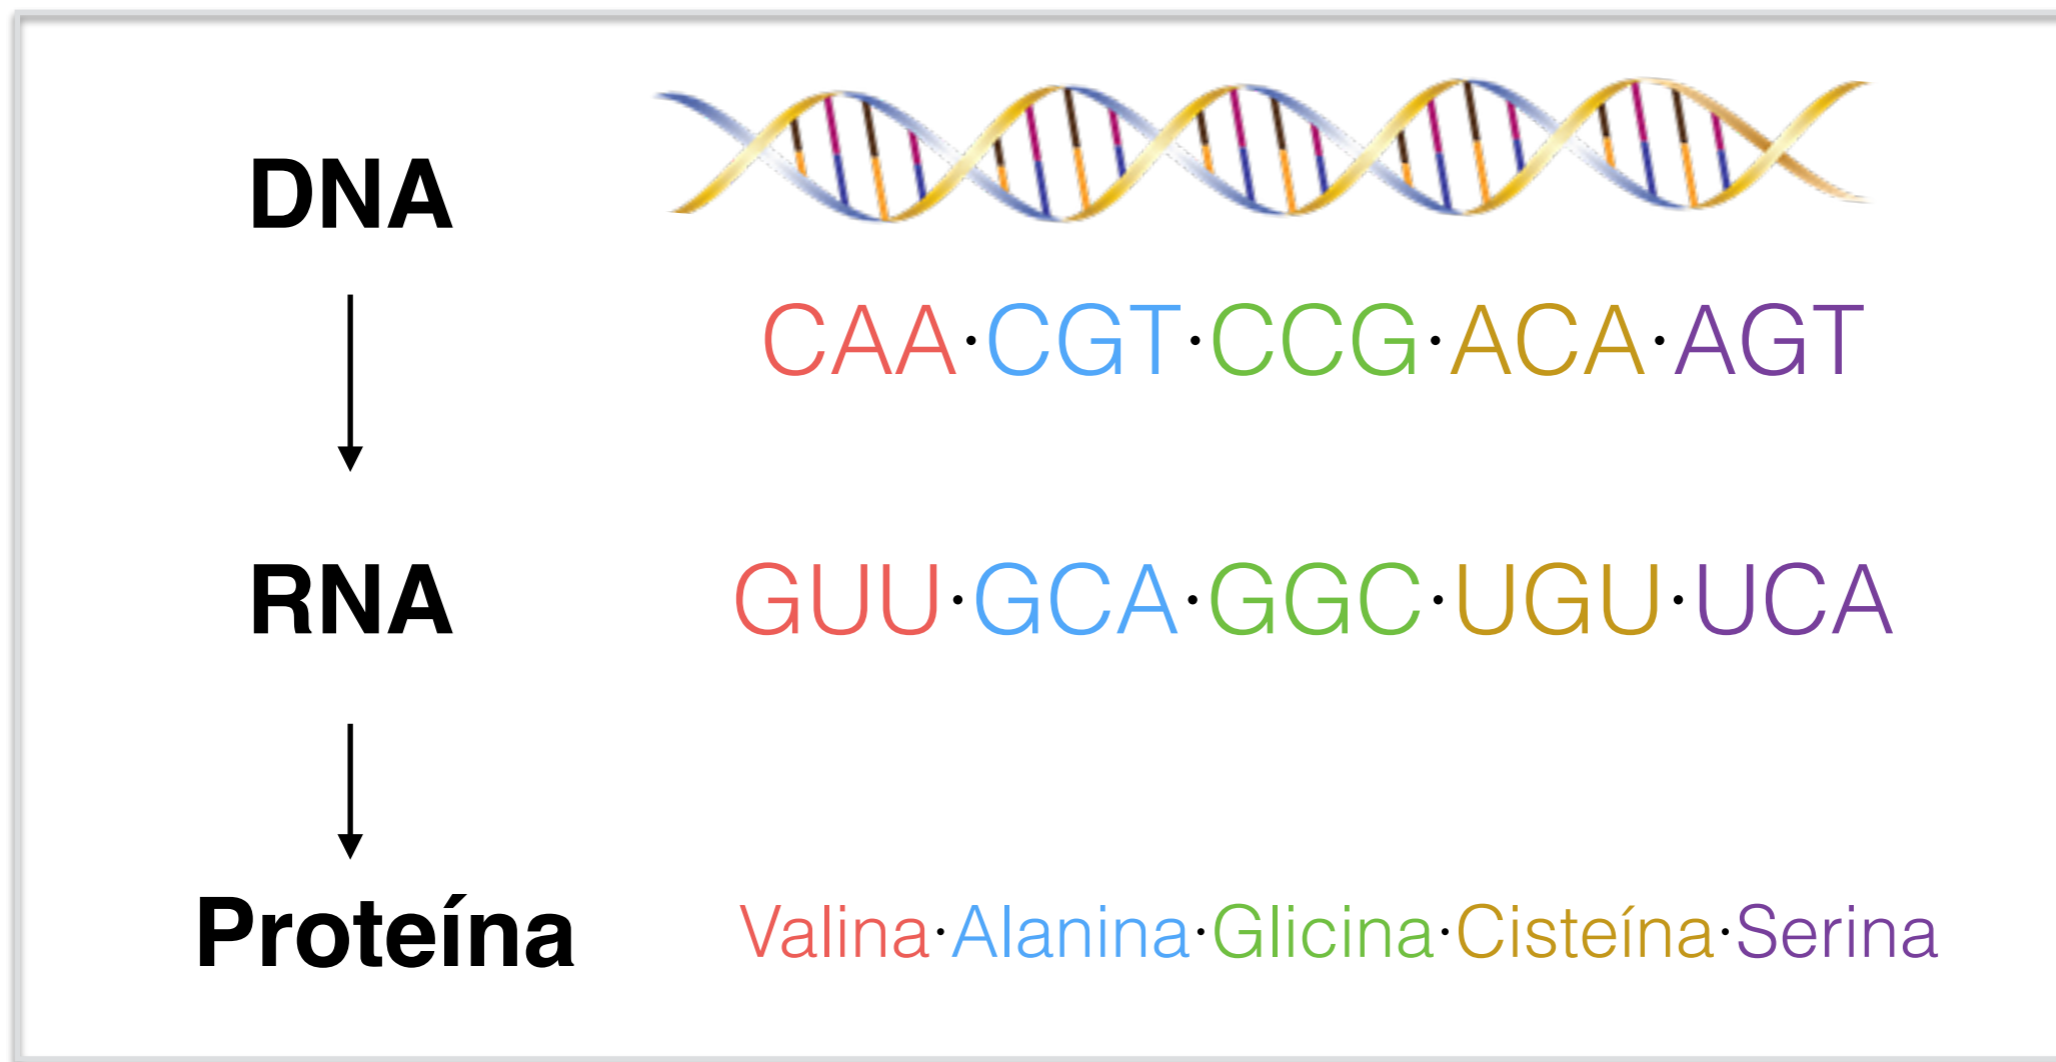 DNA
CAA·CGT·CCG·ACA·AGT
RNA
GUU·GCA·GGC·UGU·UCA
Proteína
Valina·Alanina·Glicina·Cisteína·Serina